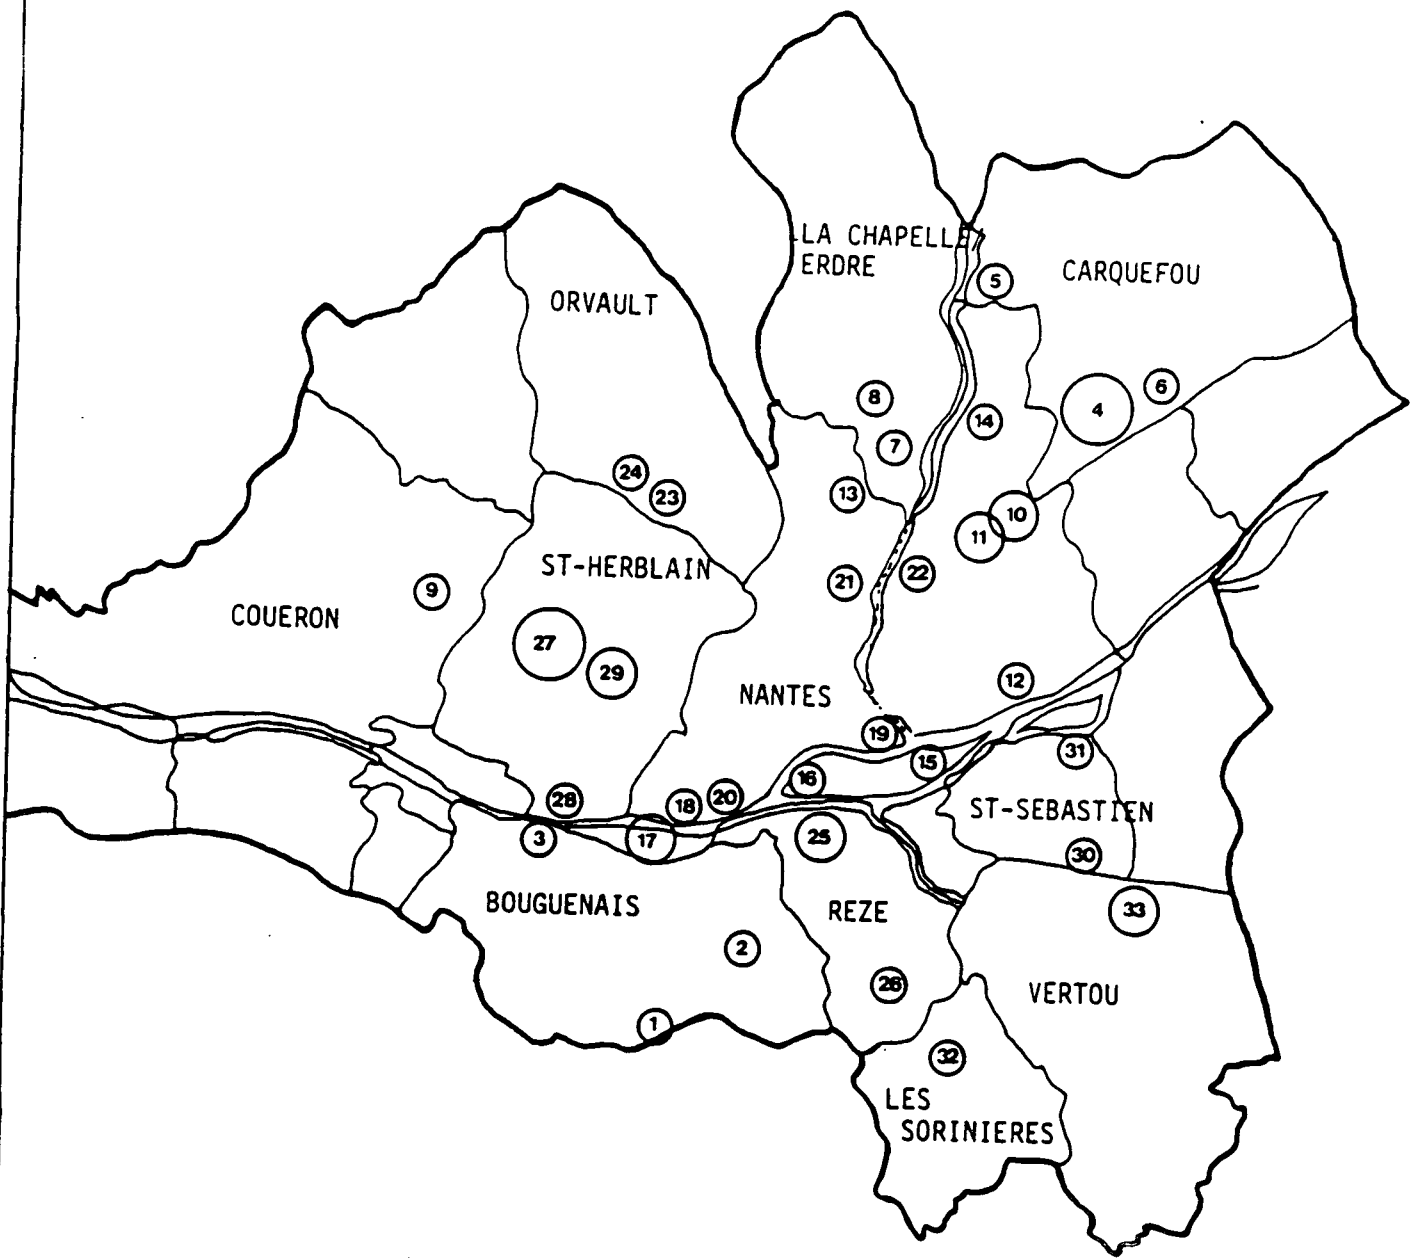 LA CHAPELLE
ERDRE
CARQUEFOU
5
ORVAULT
6
8
4
14
7
24
23
13
10
11
ST-HERBLAIN
21
22
9
COUERON
27
29
12
NANTES
19
31
15
16
28
18
20
ST-SEBASTIEN
3
17
25
30
BOUGUENAIS
REZE
33
2
26
VERTOU
1
32
LES
SORINIERES